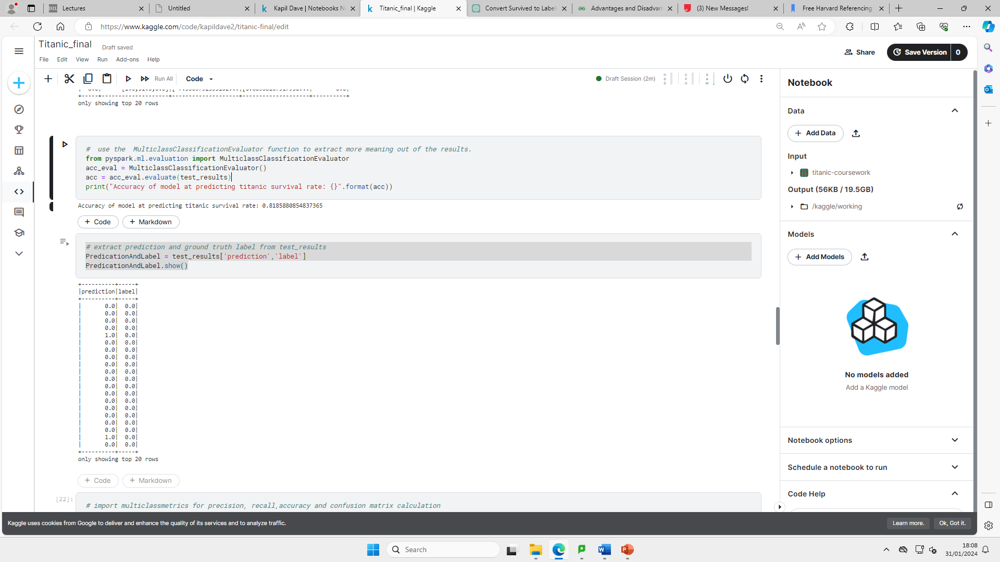 Lectures
Untitled
Kapil Dave | Notebooks N
Titanic_final | Kaggle
Convert Survived to Label
Advantages and Disadvan
(3) New Messages!
Free Harvard Referencing
https://www.kaggle.com/code/kapildave2/titanic-final/edit
Titanic_final
Draft saved
File Edit View Run Add-ons Help
Share
Save Version 0
Run All
Code
Draft Session (2m)
HDD
CPU
RAM
+-----+--------------------+--------------------+--------------------+----------+
only showing top 20 rows
# use the MulticlassClassificationEvaluator function to extract more meaning out of the results.
from pyspark.ml.evaluation import MulticlassClassificationEvaluator
acc_eval = MulticlassClassificationEvaluator()
acc = acc_eval.evaluate(test_results)
print("Accuracy of model at predicting titanic survival rate: {}".format(acc))
Accuracy of model at predicting titanic survival rate: 0.8185880854837365
+ Code + Markdown
# extract prediction and ground truth label from test_results
PredicationAndLabel = test_results['prediction','label']
PredicationAndLabel.show()
+----------+-----+
|prediction|label|
+----------+-----+
|       0.0|  0.0|
|       0.0|  0.0|
|       0.0|  0.0|
|       0.0|  0.0|
|       1.0|  0.0|
|       0.0|  0.0|
|       0.0|  0.0|
|       0.0|  0.0|
|       0.0|  0.0|
|       0.0|  0.0|
|       0.0|  0.0|
|       0.0|  0.0|
|       0.0|  0.0|
|       0.0|  0.0|
|       0.0|  0.0|
|       0.0|  0.0|
|       0.0|  0.0|
|       0.0|  0.0|
|       1.0|  0.0|
|       0.0|  0.0|
+----------+-----+
only showing top 20 rows
+ Code + Markdown
[22]:
# import multiclassmetrics for precision, recall,accuracy and confusion matrix calculation
Notebook
Data
+ Add Data
Input
titanic-coursework
Output (56KB / 19.5GB)
/kaggle/working
Models
+ Add Models
No models added
Add a Kaggle model
Notebook options
Schedule a notebook to run
Code Help
Kaggle uses cookies from Google to deliver and enhance the quality of its services and to analyze traffic.
Learn more.
Ok, Got it.
Search
18:08
31/01/2024